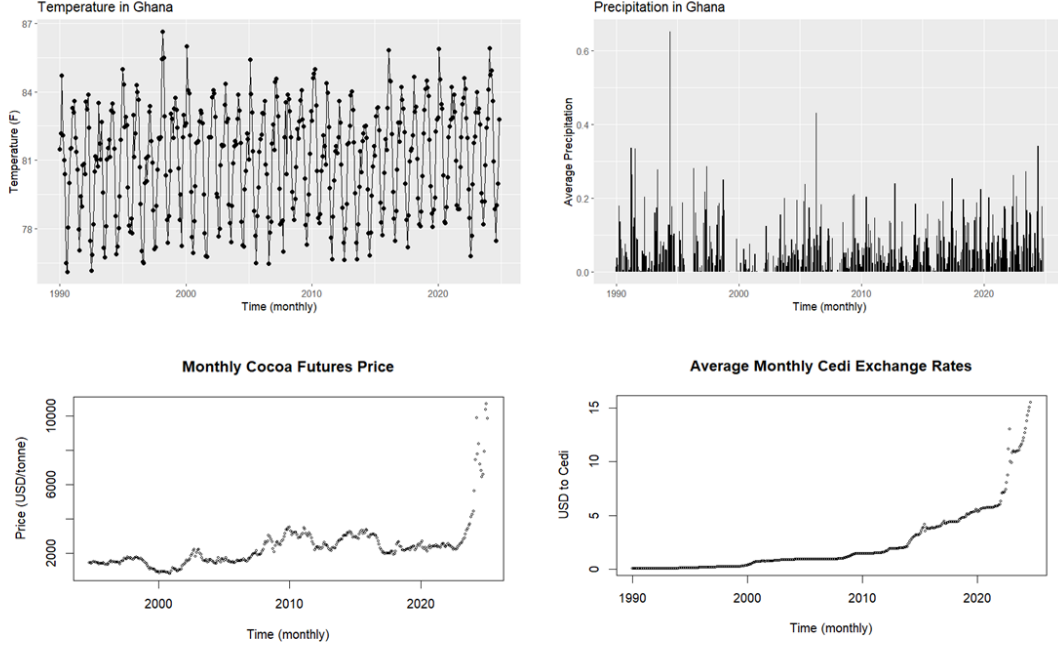 Temperature in Ghana
87
84
81
78
Temperature (F)
1990
2000
2010
2020
Time (monthly)
Precipitation in Ghana
0.6
0.4
0.2
0.0
Average Precipitation
1990
2000
2010
2020
Time (monthly)
Monthly Cocoa Futures Price
10000
6000
2000
Price (USD/tonne)
2000
2010
2020
Time (monthly)
Average Monthly Cedi Exchange Rates
15
10
5
0
USD to Cedi
1990
2000
2010
2020
Time (monthly)